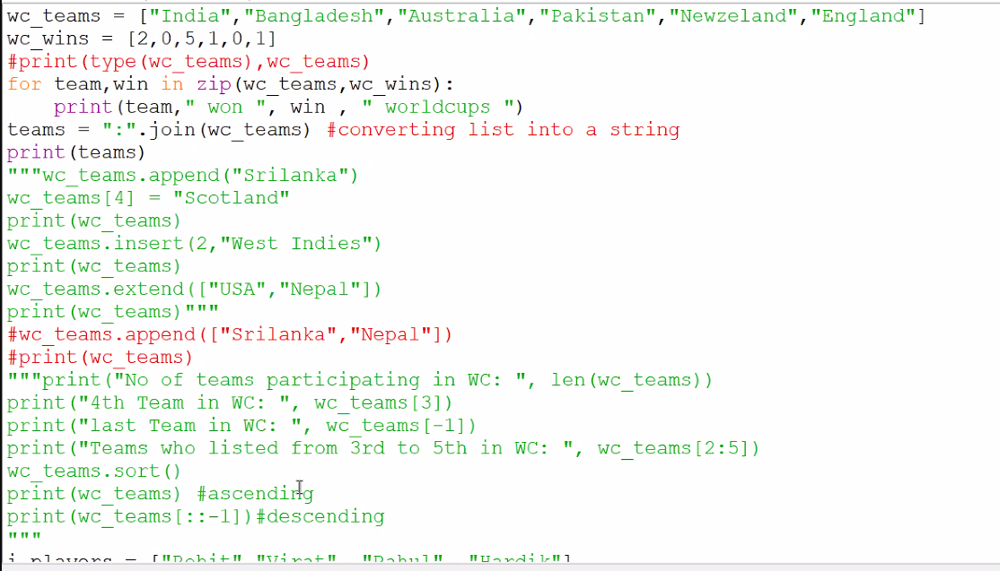 wc_teams = ["India","Bangladesh","Australia","Pakistan","Newzeland","England"]
wc_wins = [2,0,5,1,0,1]
#print(type(wc_teams),wc_teams)
for team,win in zip(wc_teams,wc_wins):
    print(team," won ", win , " worldcups ")
teams = ":".join(wc_teams) #converting list into a string
print(teams)
"""wc_teams.append("Srilanka")
wc_teams[4] = "Scotland"
print(wc_teams)
wc_teams.insert(2,"West Indies")
print(wc_teams)
wc_teams.extend(["USA","Nepal"])
print(wc_teams)"""
#wc_teams.append(["Srilanka","Nepal"])
#print(wc_teams)
"""print("No of teams participating in WC: ", len(wc_teams))
print("4th Team in WC: ", wc_teams[3])
print("last Team in WC: ", wc_teams[-1])
print("Teams who listed from 3rd to 5th in WC: ", wc_teams[2:5])
wc_teams.sort()
print(wc_teams) #ascending
print(wc_teams[::-1])#descending
"""
i_players = ["Rohit","Virat", "Rahul", "Hardik"]